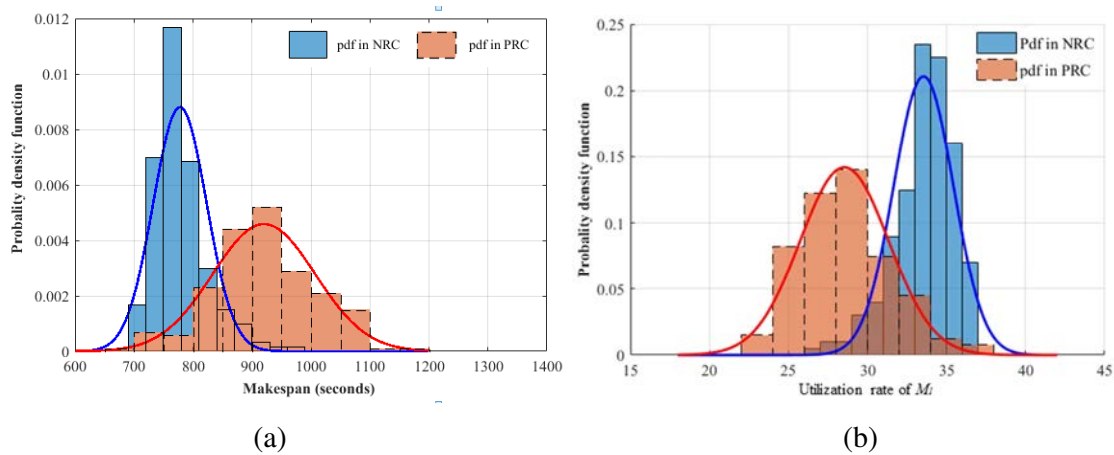 0.012
0.01
0.008
0.006
0.004
0.002
0
600
700
800
900
1000
1100
1200
1300
1400
Probality density function
Makespan (seconds)
pdf in NRC
pdf in PRC
(a)
0.25
0.2
0.15
0.1
0.05
0
15
20
25
30
35
40
45
Probality density function
Utilization rate of Mi
Pdf in NRC
pdf in PRC
(b)